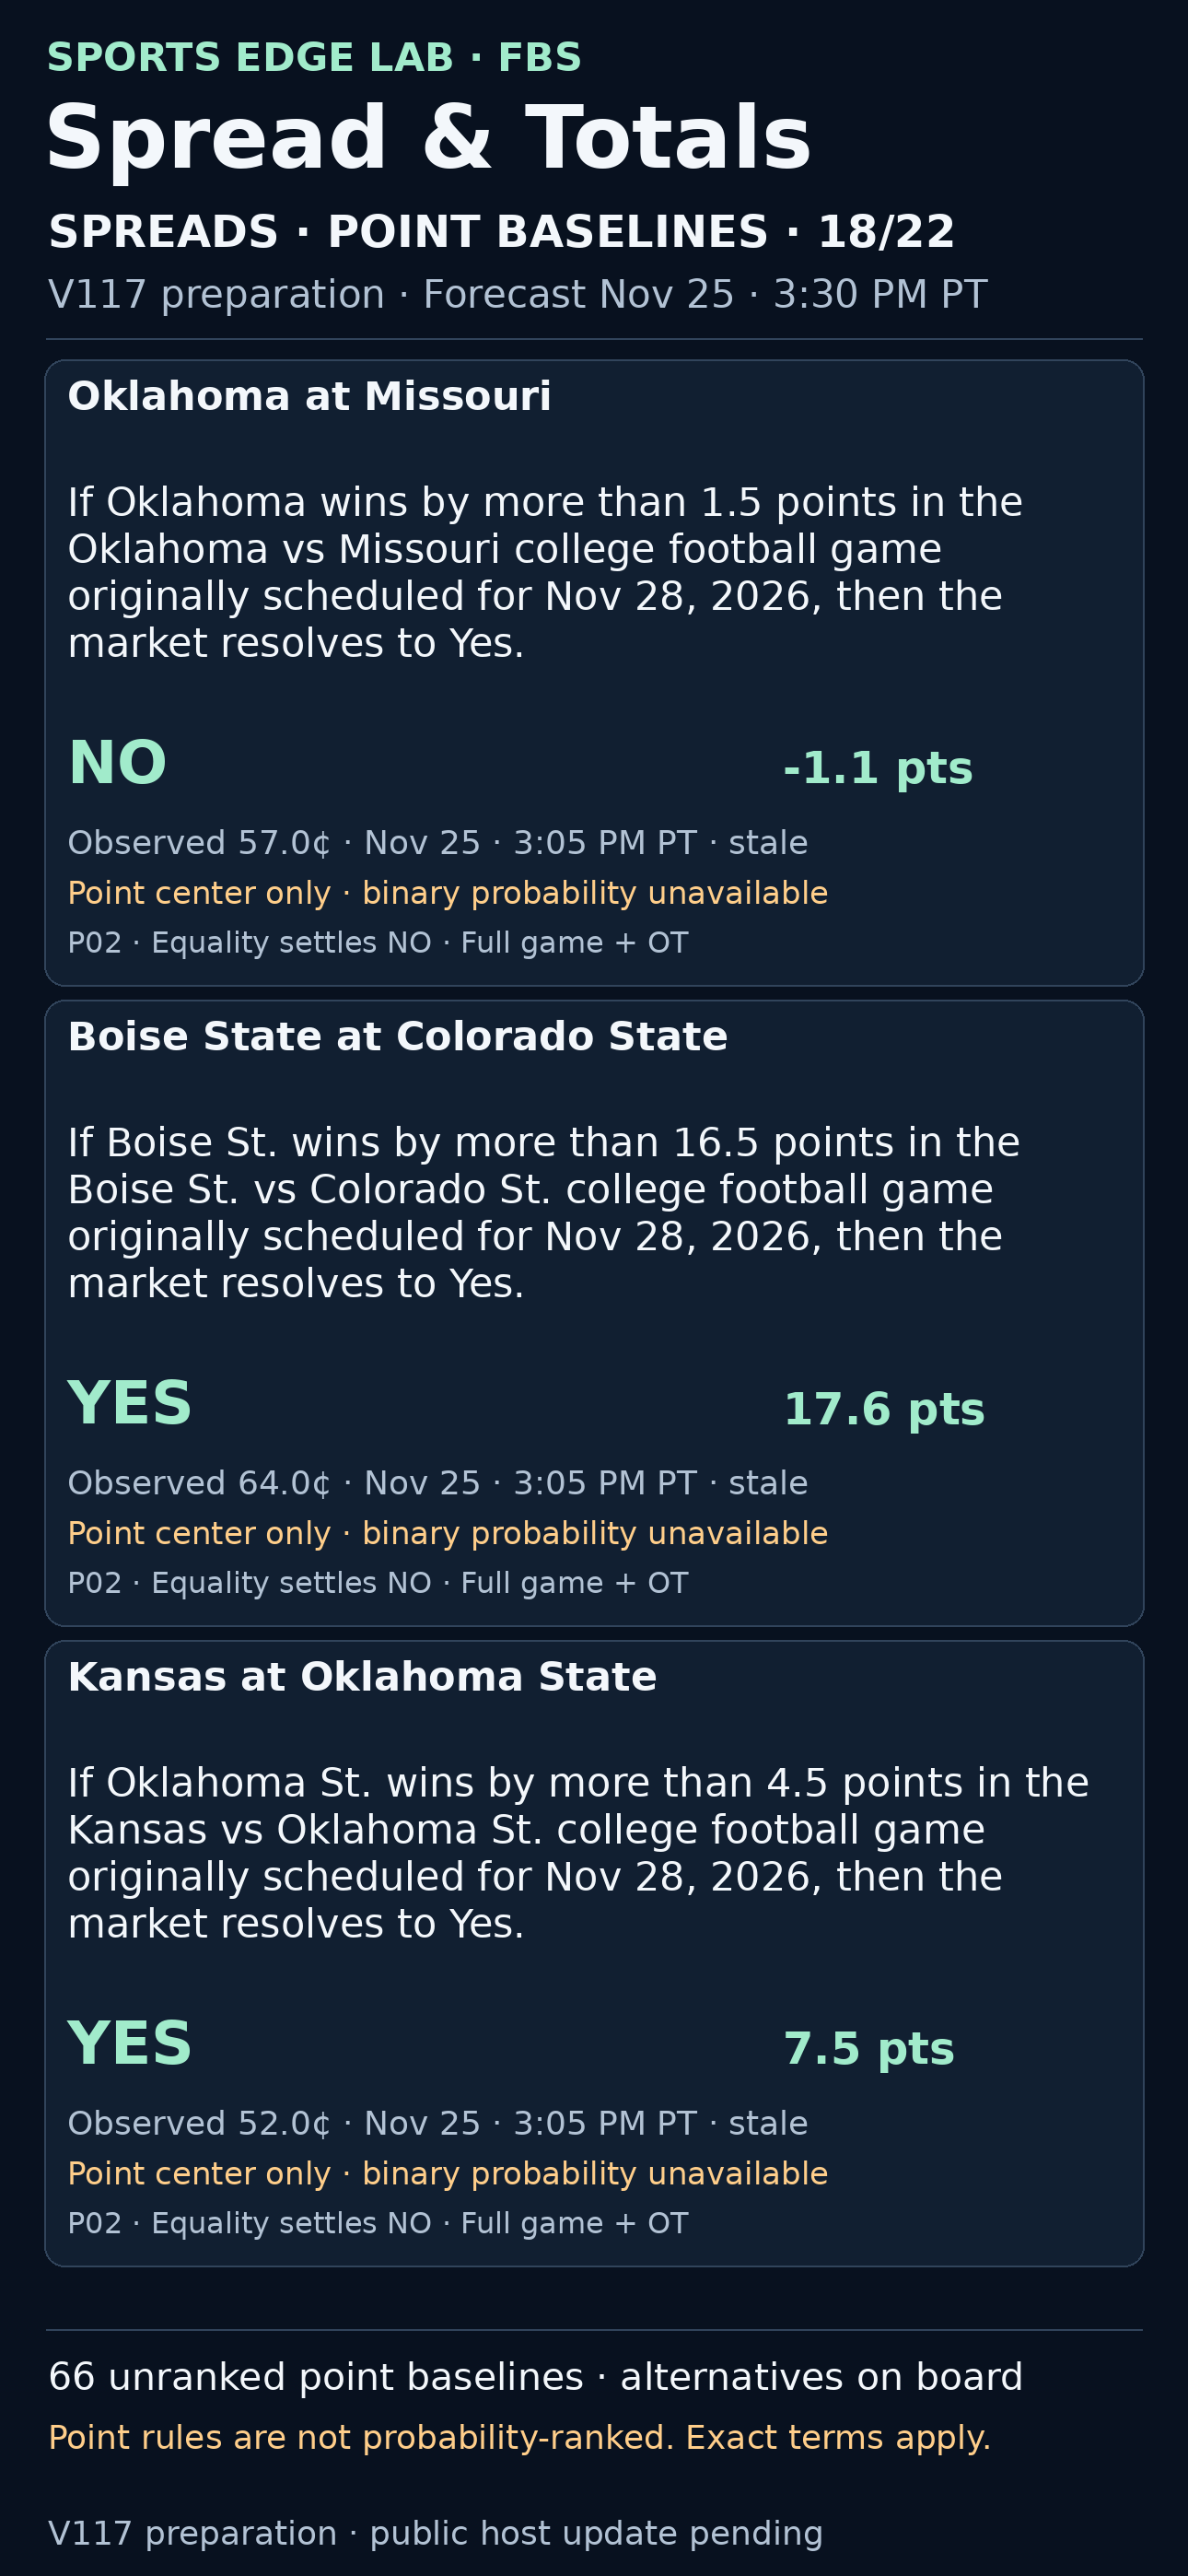 SPORTS EDGE LAB · FBS
Spread & Totals
SPREADS · POINT BASELINES · 18/22
V117 preparation · Forecast Nov 25 · 3:30 PM PT
Oklahoma at Missouri
If Oklahoma wins by more than 1.5 points in the
Oklahoma vs Missouri college football game
originally scheduled for Nov 28, 2026, then the
market resolves to Yes.
NO
-1.1 pts
Observed 57.0¢ · Nov 25 · 3:05 PM PT · stale
Point center only · binary probability unavailable
P02 · Equality settles NO · Full game + OT
Boise State at Colorado State
If Boise St. wins by more than 16.5 points in the
Boise St. vs Colorado St. college football game
originally scheduled for Nov 28, 2026, then the
market resolves to Yes.
YES
17.6 pts
Observed 64.0¢ · Nov 25 · 3:05 PM PT · stale
Point center only · binary probability unavailable
P02 · Equality settles NO · Full game + OT
Kansas at Oklahoma State
If Oklahoma St. wins by more than 4.5 points in the
Kansas vs Oklahoma St. college football game
originally scheduled for Nov 28, 2026, then the
market resolves to Yes.
YES
7.5 pts
Observed 52.0¢ · Nov 25 · 3:05 PM PT · stale
Point center only · binary probability unavailable
P02 · Equality settles NO · Full game + OT
66 unranked point baselines · alternatives on board
Point rules are not probability-ranked. Exact terms apply.
V117 preparation · public host update pending